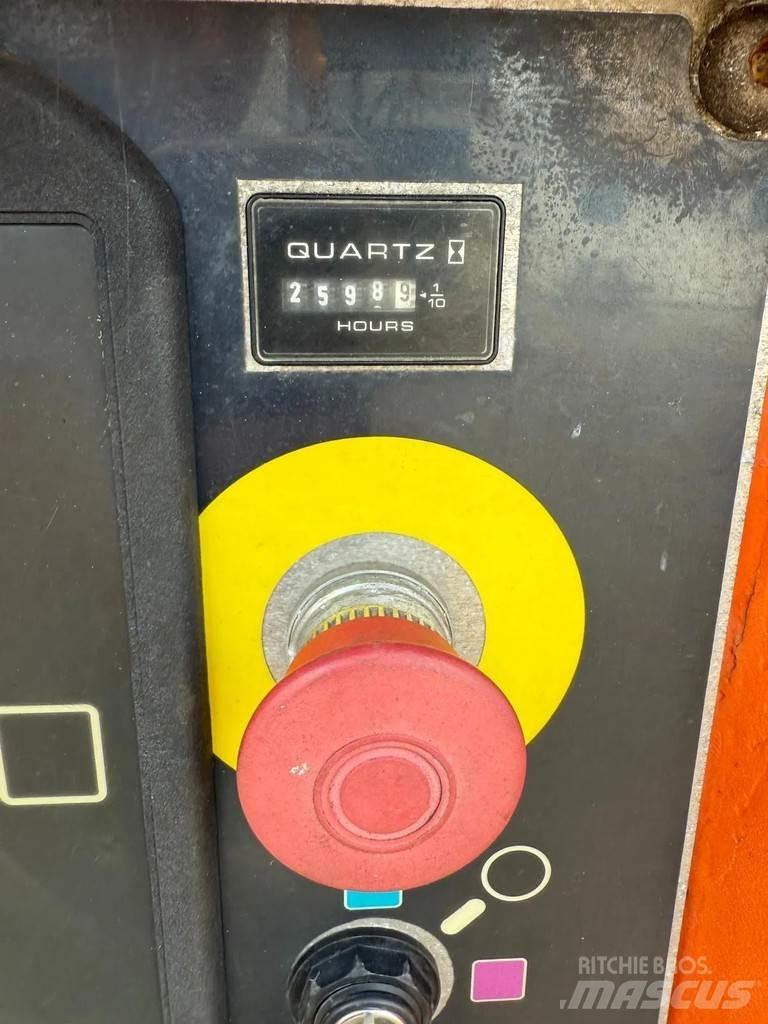 QUARTZ
25989 1/10
HOURS
RITCHIE BROS.
MASCUS